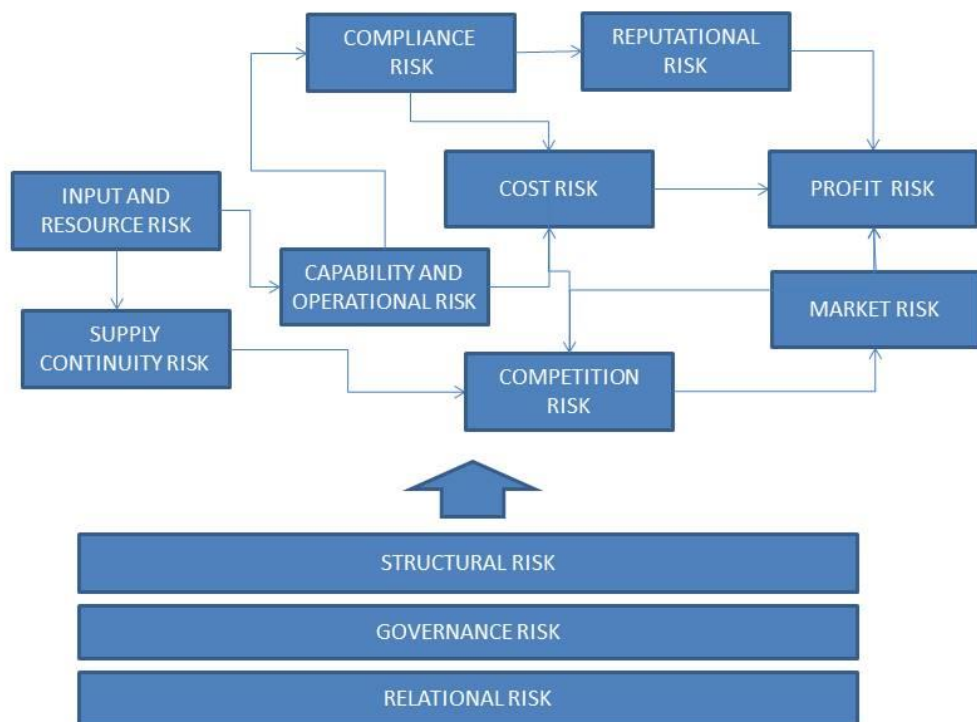 COMPLIANCE
RISK
REPUTATIONAL
RISK
INPUT AND
RESOURCE RISK
COST RISK
PROFIT RISK
CAPABILITY AND
OPERATIONAL RISK
MARKET RISK
SUPPLY
CONTINUITY RISK
COMPETITION
RISK
STRUCTURAL RISK
GOVERNANCE RISK
RELATIONAL RISK